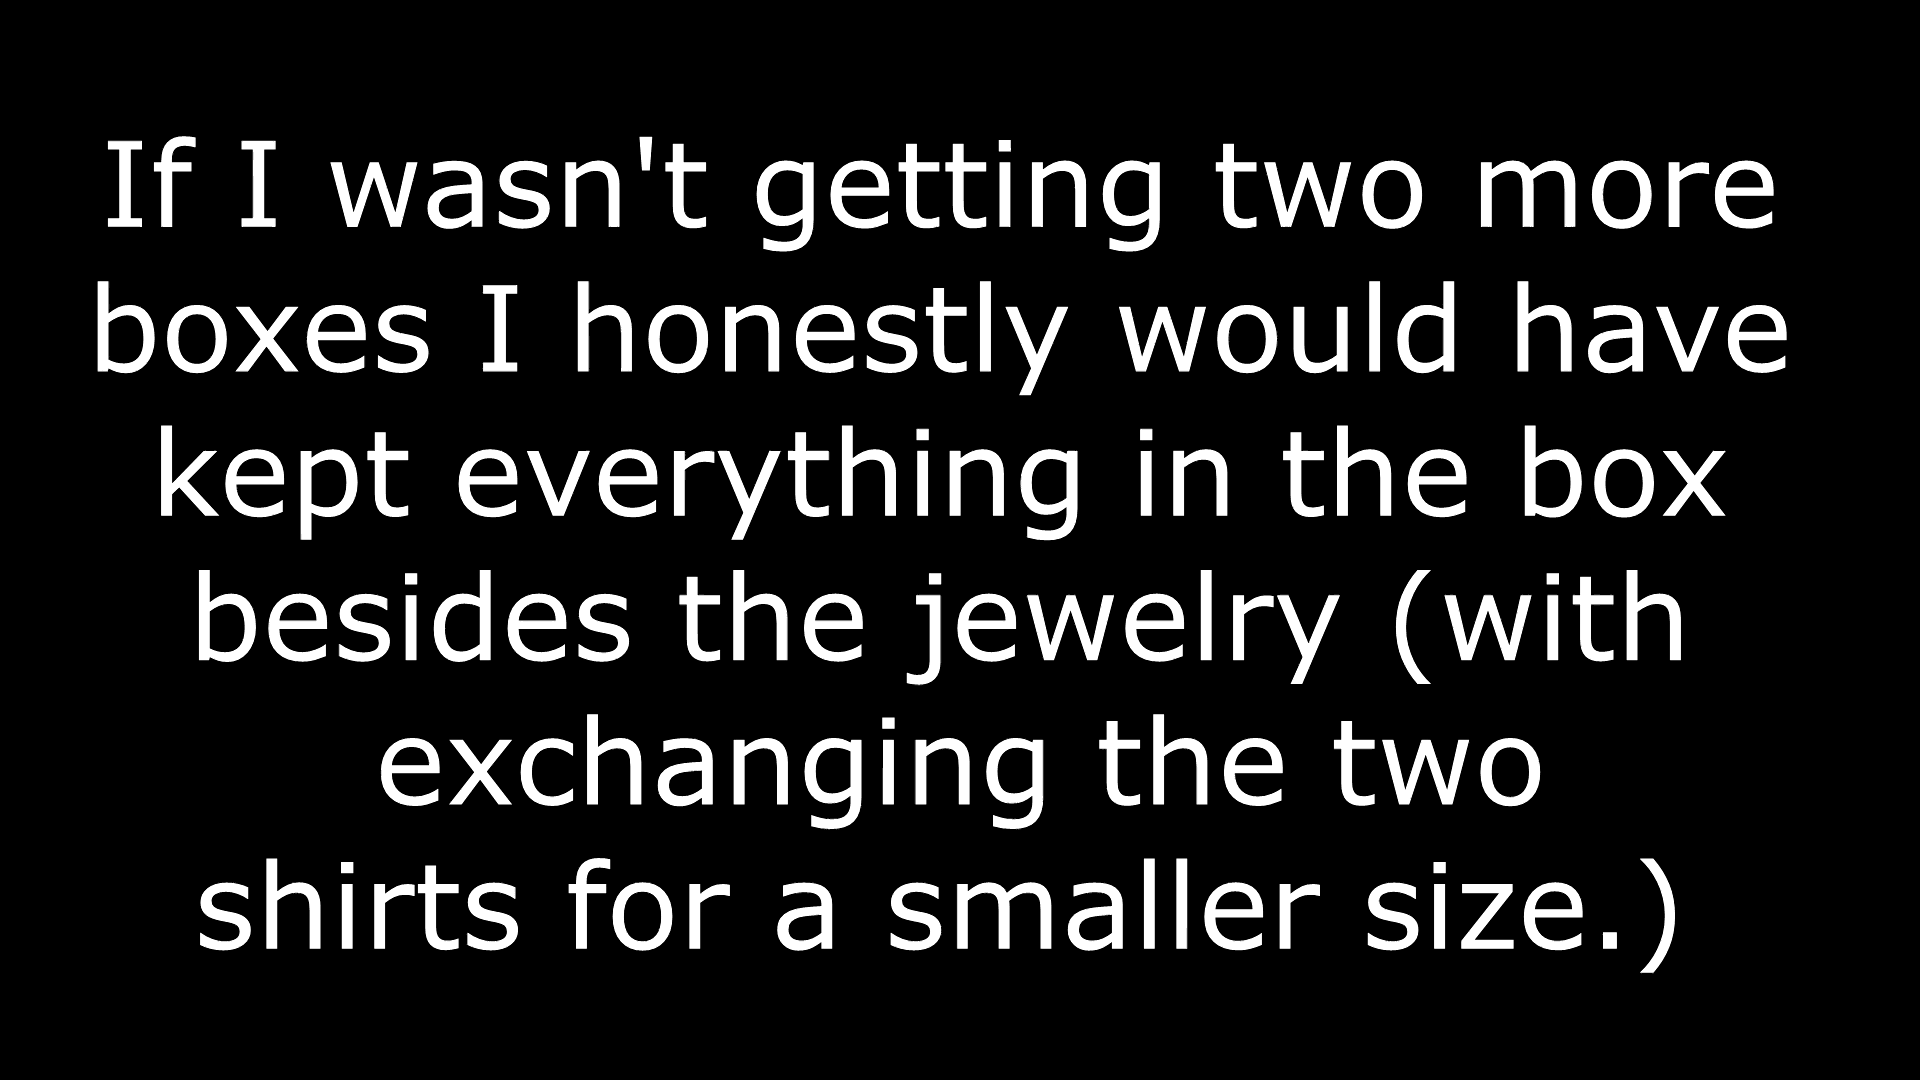 If I wasn't getting two more
boxes I honestly would have
kept everything in the box
besides the jewelry (with
exchanging the two
shirts for a smaller size.)